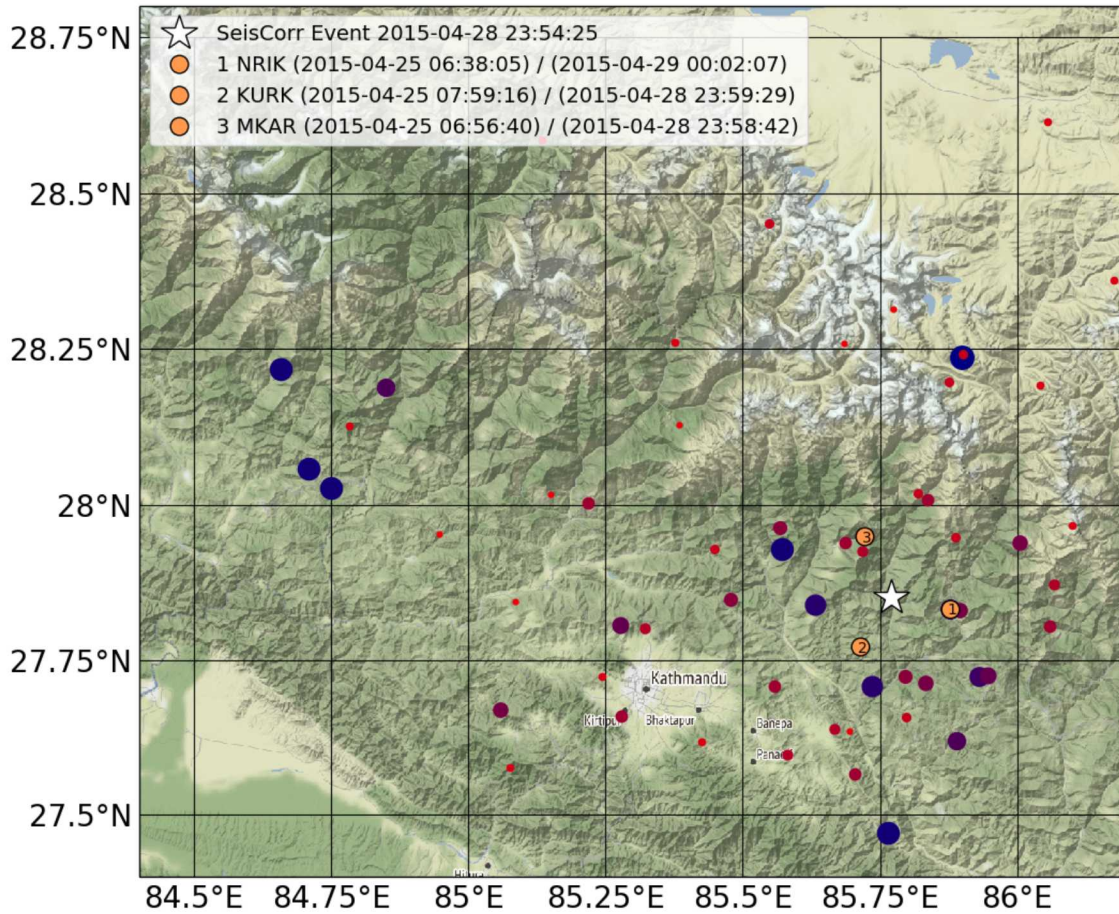 SeisCorr Event 2015-04-28 23:54:25
1 NRIK (2015-04-25 06:38:05) / (2015-04-29 00:02:07)
2 KURK (2015-04-25 07:59:16) / (2015-04-28 23:59:29)
3 MKAR (2015-04-25 06:56:40) / (2015-04-28 23:58:42)
28.75°N
28.5°N
28.25°N
28°N
27.75°N
27.5°N
3
1
2
Kathmandu
Kirtipur
Bhaktapur
Banepa
84.5°E
84.75°E
85°E
85.25°E
85.5°E
85.75°E
86°E